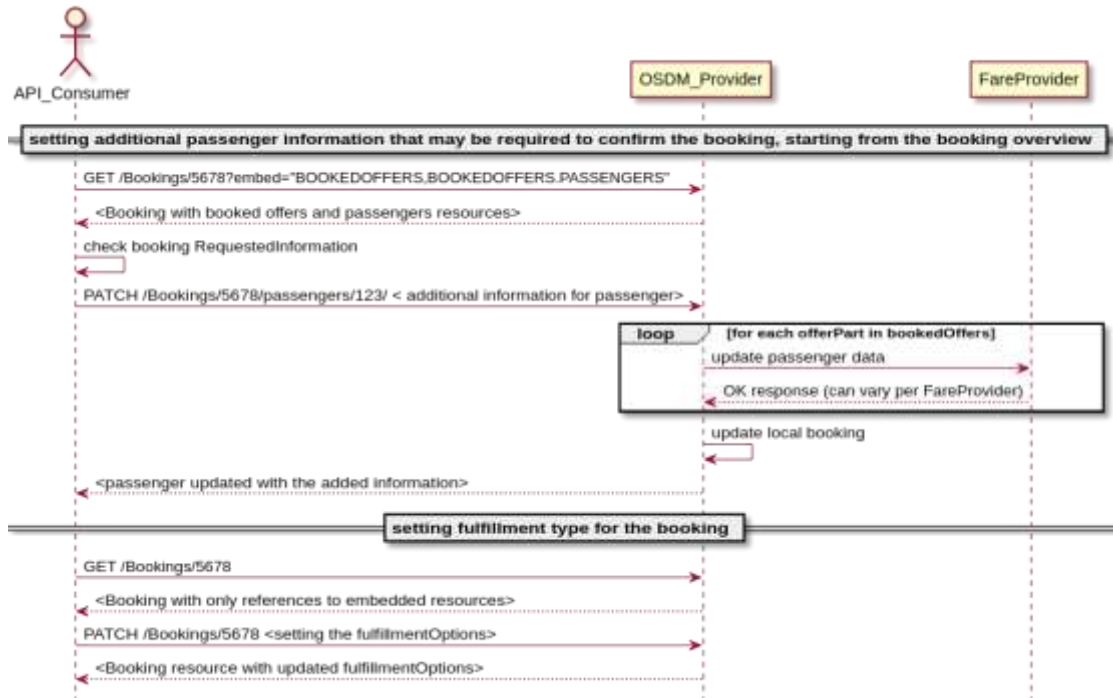 API_Consumer
OSDM_Provider
FareProvider
setting additional passenger information that may be required to confirm the booking, starting from the booking overview
GET /Bookings/5678?embed="BOOKEDOFFERS,BOOKEDOFFERS.PASSENGERS"
<Booking with booked offers and passengers resources>
check booking RequestedInformation
PATCH /Bookings/5678/passengers/123/ < additional information for passenger>
loop
[for each offerPart in bookedOffers]
update passenger data
OK response (can vary per FareProvider)
update local booking
<passenger updated with the added information>
setting fulfillment type for the booking
GET /Bookings/5678
<Booking with only references to embedded resources>
PATCH /Bookings/5678 <setting the fulfillmentOptions>
<Booking resource with updated fulfillmentOptions>